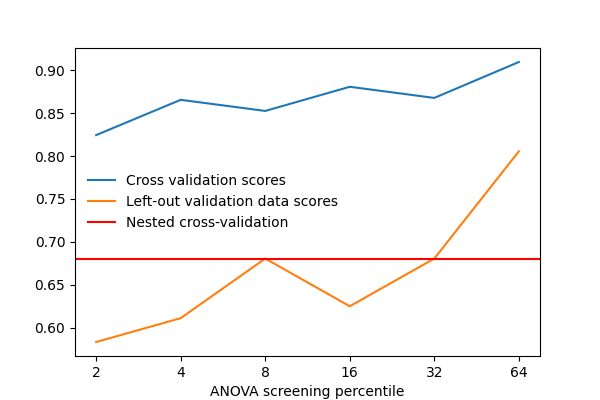 0.90
0.85
0.80
0.75
0.70
0.65
0.60
Cross validation scores
Left-out validation data scores
Nested cross-validation
2 4 8 16 32 64
ANOVA screening percentile